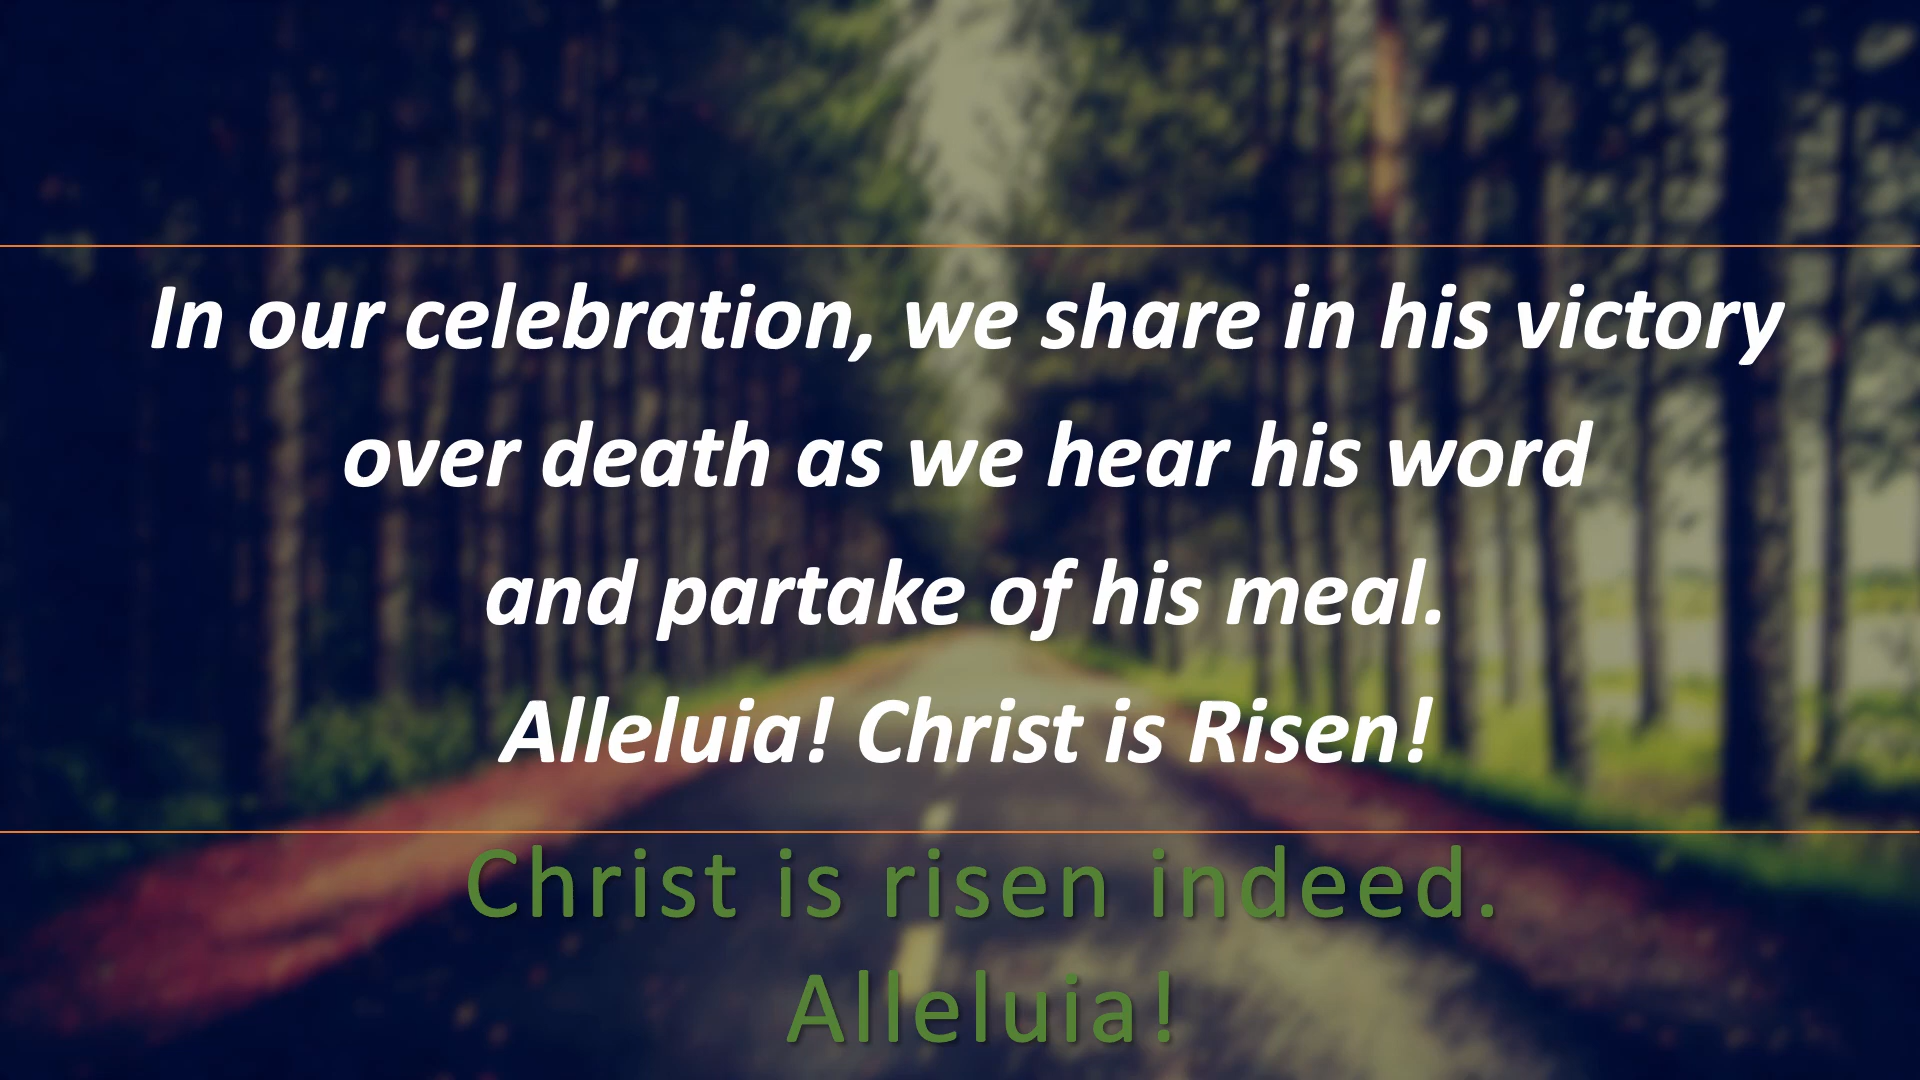 In our celebration, we share in his victory
over death as we hear his word
and partake of his meal.
Alleluia! Christ is Risen!
Christ is risen indeed.
Alleluia!